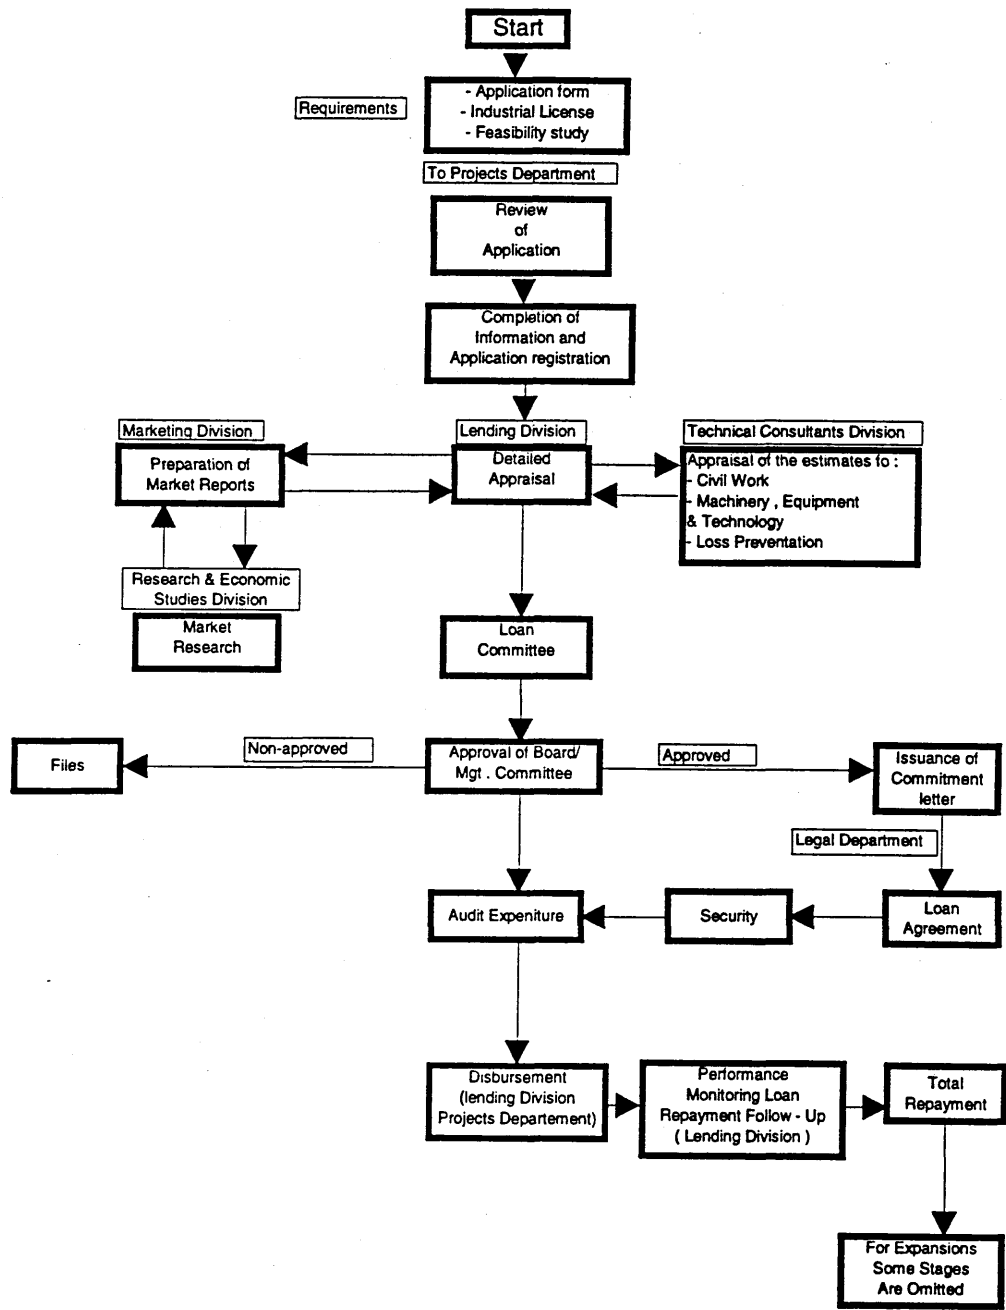 Start
Requirements
- Application form
- Industrial License
- Feasibility study
To Projects Department
Review
of
Application
Completion of
Information and
Application registration
Marketing Division
Preparation of
Market Reports
Lending Division
Detailed
Appraisal
Technical Consultants Division
Appraisal of the estimates fo :
- Civil Work
- Machinery , Equipment
& Technology
- Loss Preventation
Research & Economic
Studies Division
Market
Research
Loan
Committee
Files
Non-approved
Approval of Board/
Mgt . Committee
Approved
Issuance of
Commitment
letter
Legal Department
Audit Expeniture
Security
Loan
Agreement
Disbursement
(lending Division
Projects Departement)
Performance
Monitoring Loan
Repayment Follow - Up
( Lending Division )
Total
Repayment
For Expansions
Some Stages
Are Omitted